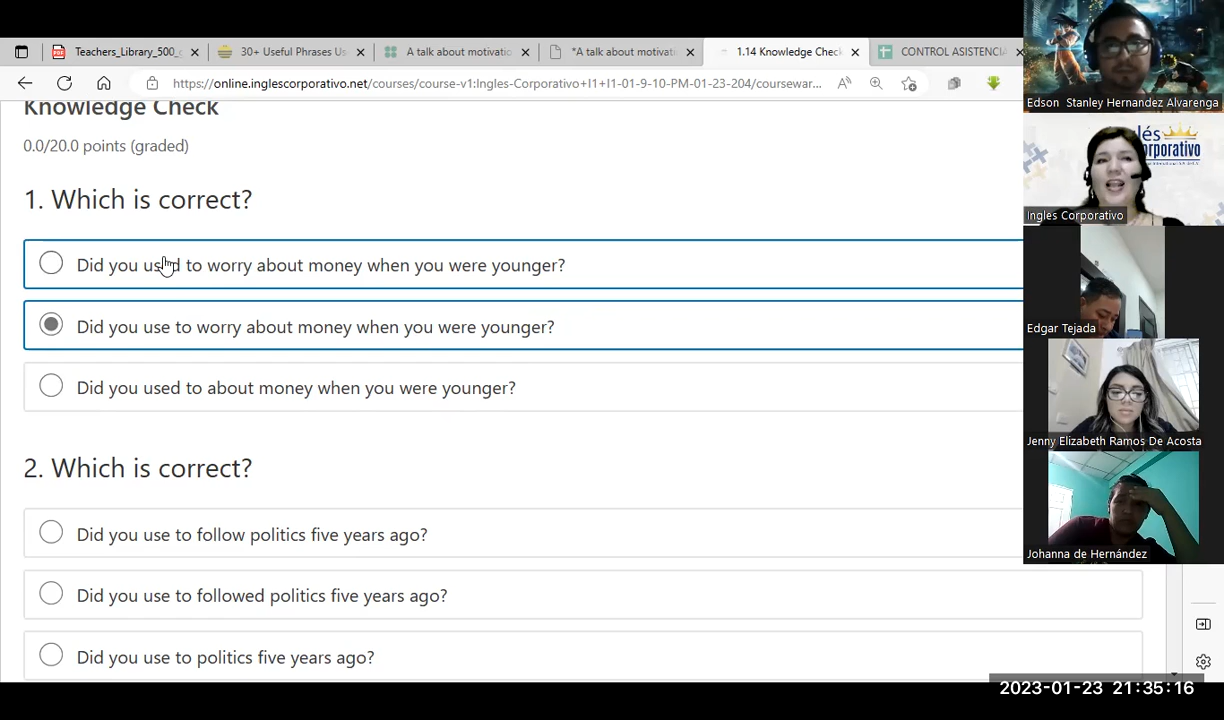 Teachers_Library_500_
30+ Useful Phrases Us
A talk about motivatio
*A talk about motivati
1.14 Knowledge Check
CONTROL ASISTENCIA
https://online.inglescorporativo.net/courses/course-v1:Ingles-Corporativo+I1+I1-01-9-10-PM-01-23-204/coursewar...
Knowledge Check
0.0/20.0 points (graded)
1. Which is correct?
Did you used to worry about money when you were younger?
Did you use to worry about money when you were younger?
Did you used to about money when you were younger?
2. Which is correct?
Did you use to follow politics five years ago?
Did you use to followed politics five years ago?
Did you use to politics five years ago?
Edson Stanley Hernandez Alvarenga
lés
orporativo
Ingles Corporativo
Edgar Tejada
Jenny Elizabeth Ramos De Acosta
Johanna de Hernández
2023-01-23 21:35:16